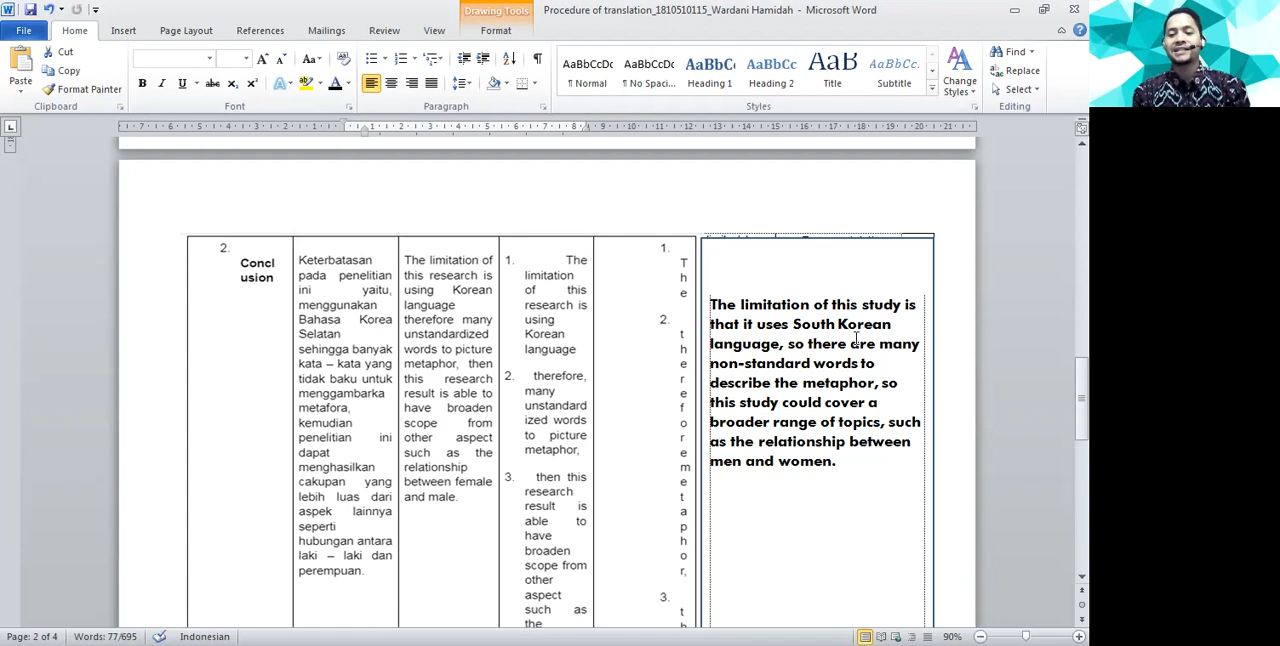 Procedure of translation_1810510115_Wardani Hamidah - Microsoft Word
Drawing Tools
File Home Insert Page Layout References Mailings Review View Format
Paste
Cut
Copy
Format Painter
Clipboard
Font
Paragraph
AaBbCcDc AaBbCcDc AaBbCc AaBbCc AaB AaBbCc.
¶ Normal ¶ No Spaci... Heading 1 Heading 2 Title Subtitle
Styles
Change
Styles
Find
Replace
Select
Editing
2.
Concl
usion
Keterbatasan
pada penelitian
ini yaitu,
menggunakan
Bahasa Korea
Selatan
sehingga banyak
kata – kata yang
tidak baku untuk
menggambarka
metafora,
kemudian
penelitian ini
dapat
menghasilkan
cakupan yang
lebih luas dari
aspek lainnya
seperti
hubungan antara
laki – laki dan
perempuan.
The limitation of
this research is
using Korean
language
therefore many
unstandardized
words to picture
metaphor, then
this research
result is able to
have broaden
scope from
other aspect
such as the
relationship
between female
and male.
1. The
limitation
of this
research is
using
Korean
language
2. therefore,
many
unstandard
ized words
to picture
metaphor,
3. then this
research
result is
able to
have
broaden
scope from
other
aspect
such as
the
1.
T
h
e
2.
t
h
e
r
e
f
o
r
e
m
e
t
a
p
h
o
r,
3.
t
The limitation of this study is
that it uses South Korean
language, so there are many
non-standard words to
describe the metaphor, so
this study could cover a
broader range of topics, such
as the relationship between
men and women.
Page: 2 of 4 Words: 77/695 Indonesian 90%